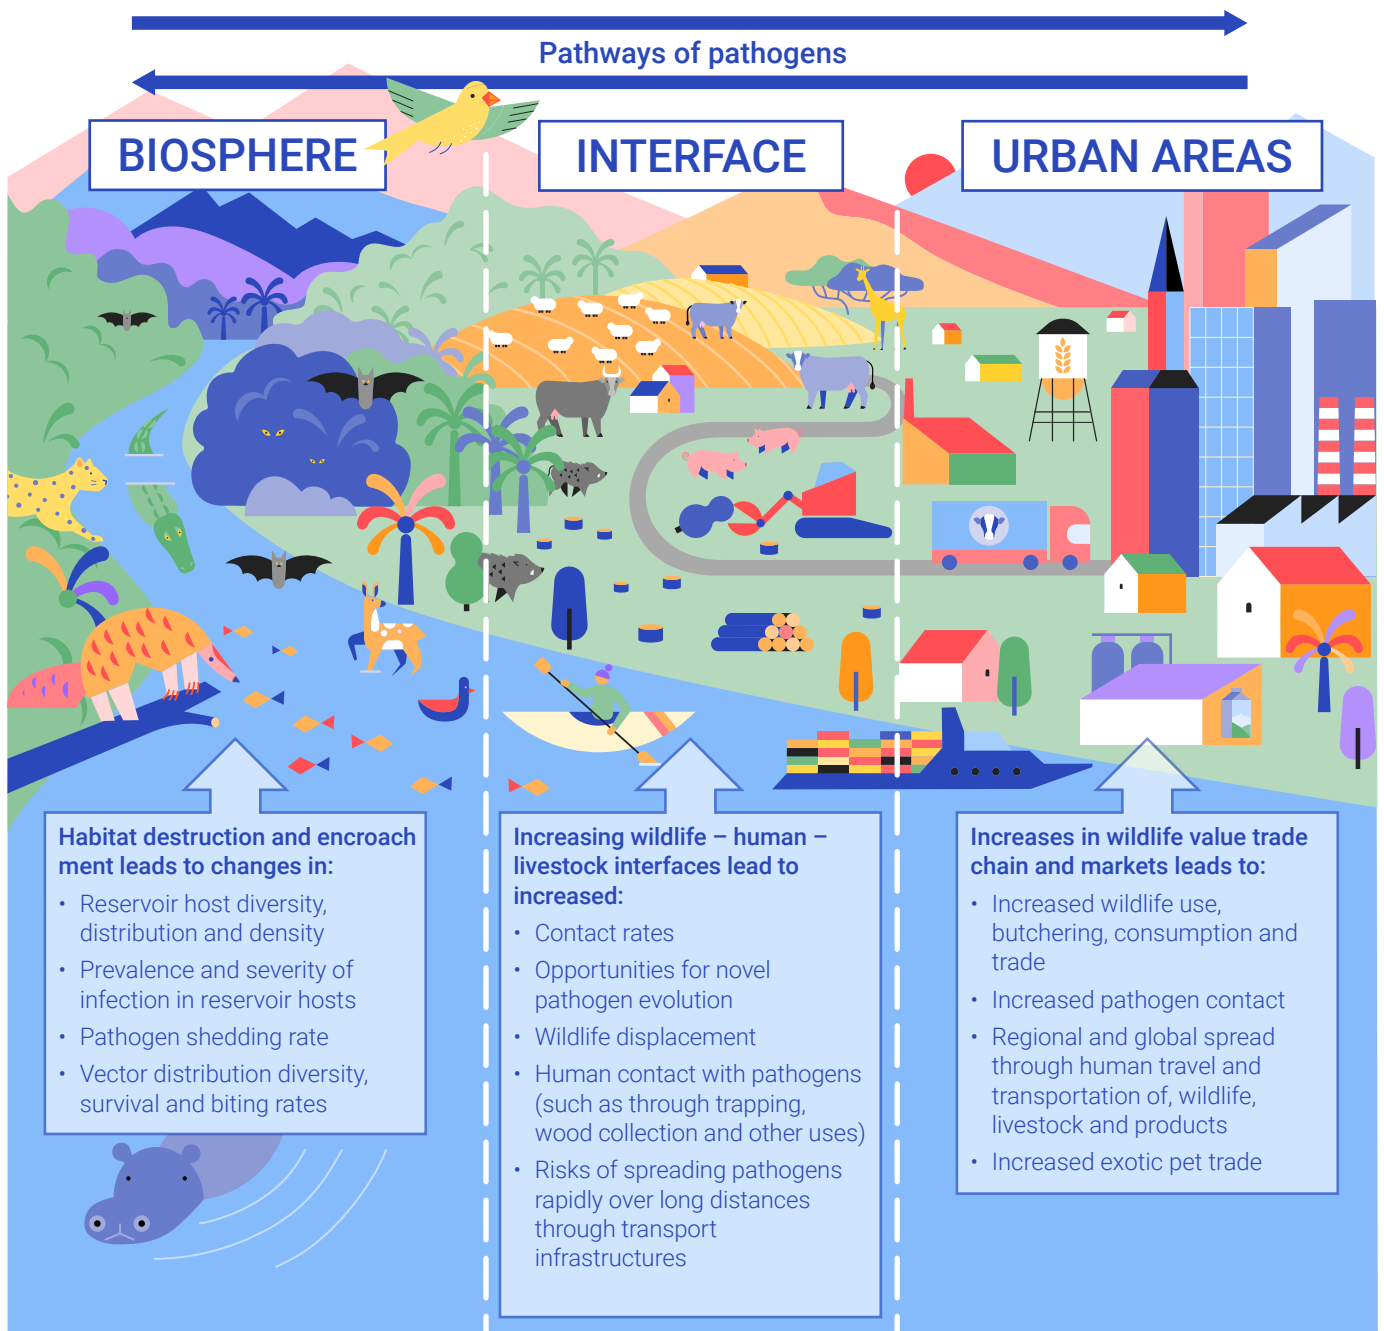 Pathways of pathogens
BIOSPHERE
INTERFACE
URBAN AREAS
Habitat destruction and encroach
ment leads to changes in:
• Reservoir host diversity,
distribution and density
• Prevalence and severity of
infection in reservoir hosts
• Pathogen shedding rate
• Vector distribution diversity,
survival and biting rates
Increasing wildlife – human –
livestock interfaces lead to
increased:
• Contact rates
• Opportunities for novel
pathogen evolution
• Wildlife displacement
• Human contact with pathogens
(such as through trapping,
wood collection and other uses)
• Risks of spreading pathogens
rapidly over long distances
through transport
infrastructures
Increases in wildlife value trade
chain and markets leads to:
• Increased wildlife use,
butchering, consumption and
trade
• Increased pathogen contact
• Regional and global spread
through human travel and
transportation of, wildlife,
livestock and products
• Increased exotic pet trade